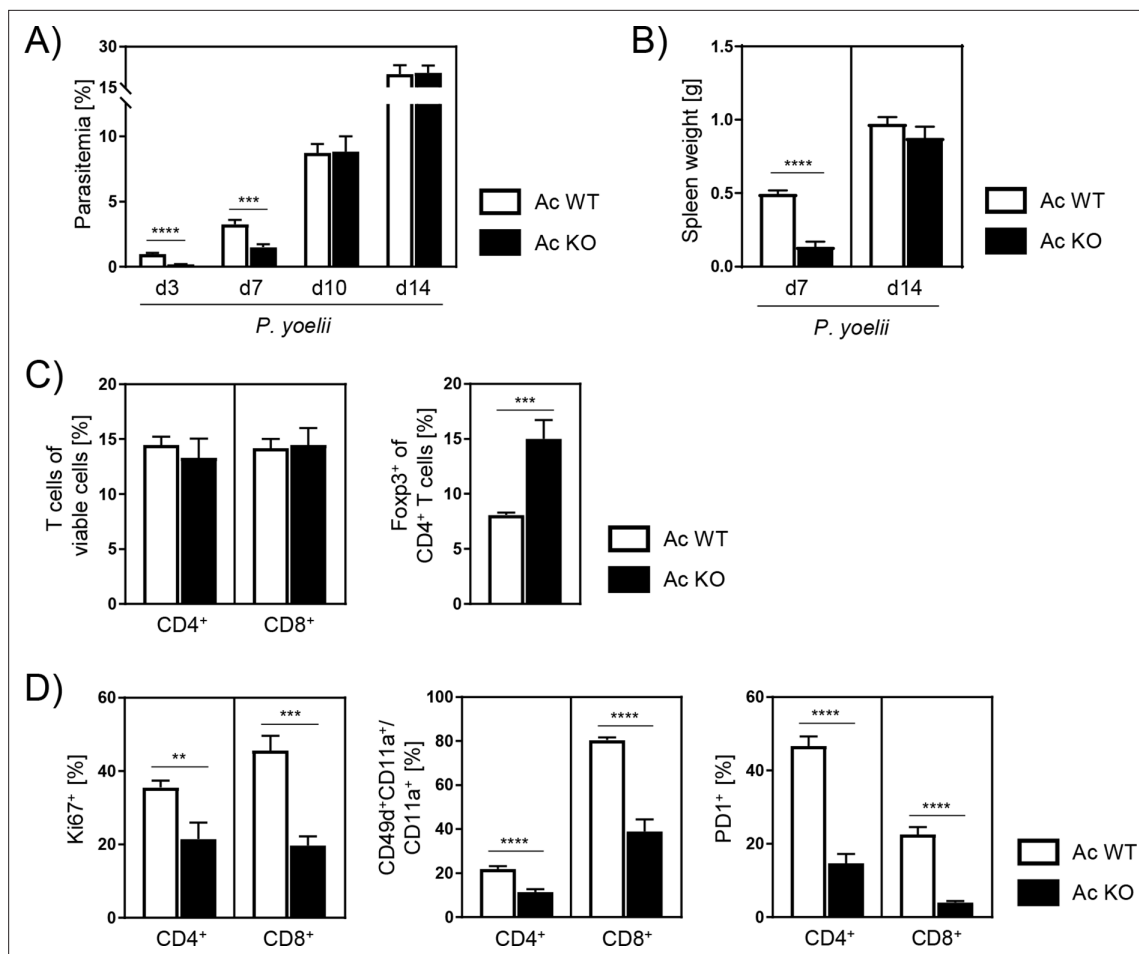 A)
Parasitemia [%]
30
15
10
5
0
****
***
d3 d7 d10 d14
P. yoelii
Ac WT
Ac KO
B)
Spleen weight [g]
1.5
1.0
0.5
0.0
****
d7 d14
P. yoelii
Ac WT
Ac KO
C)
T cells of
viable cells [%]
20
15
10
5
0
CD4⁺ CD8⁺
Foxp3⁺ of
CD4⁺ T cells [%]
20
15
10
5
0
***
Ac WT
Ac KO
D)
Ki67⁺ [%]
60
40
20
0
**
***
CD4⁺ CD8⁺
CD49d⁺CD11a⁺/
CD11a⁺ [%]
100
80
60
40
20
0
****
****
CD4⁺ CD8⁺
PD1⁺ [%]
60
40
20
0
****
****
CD4⁺ CD8⁺
Ac WT
Ac KO